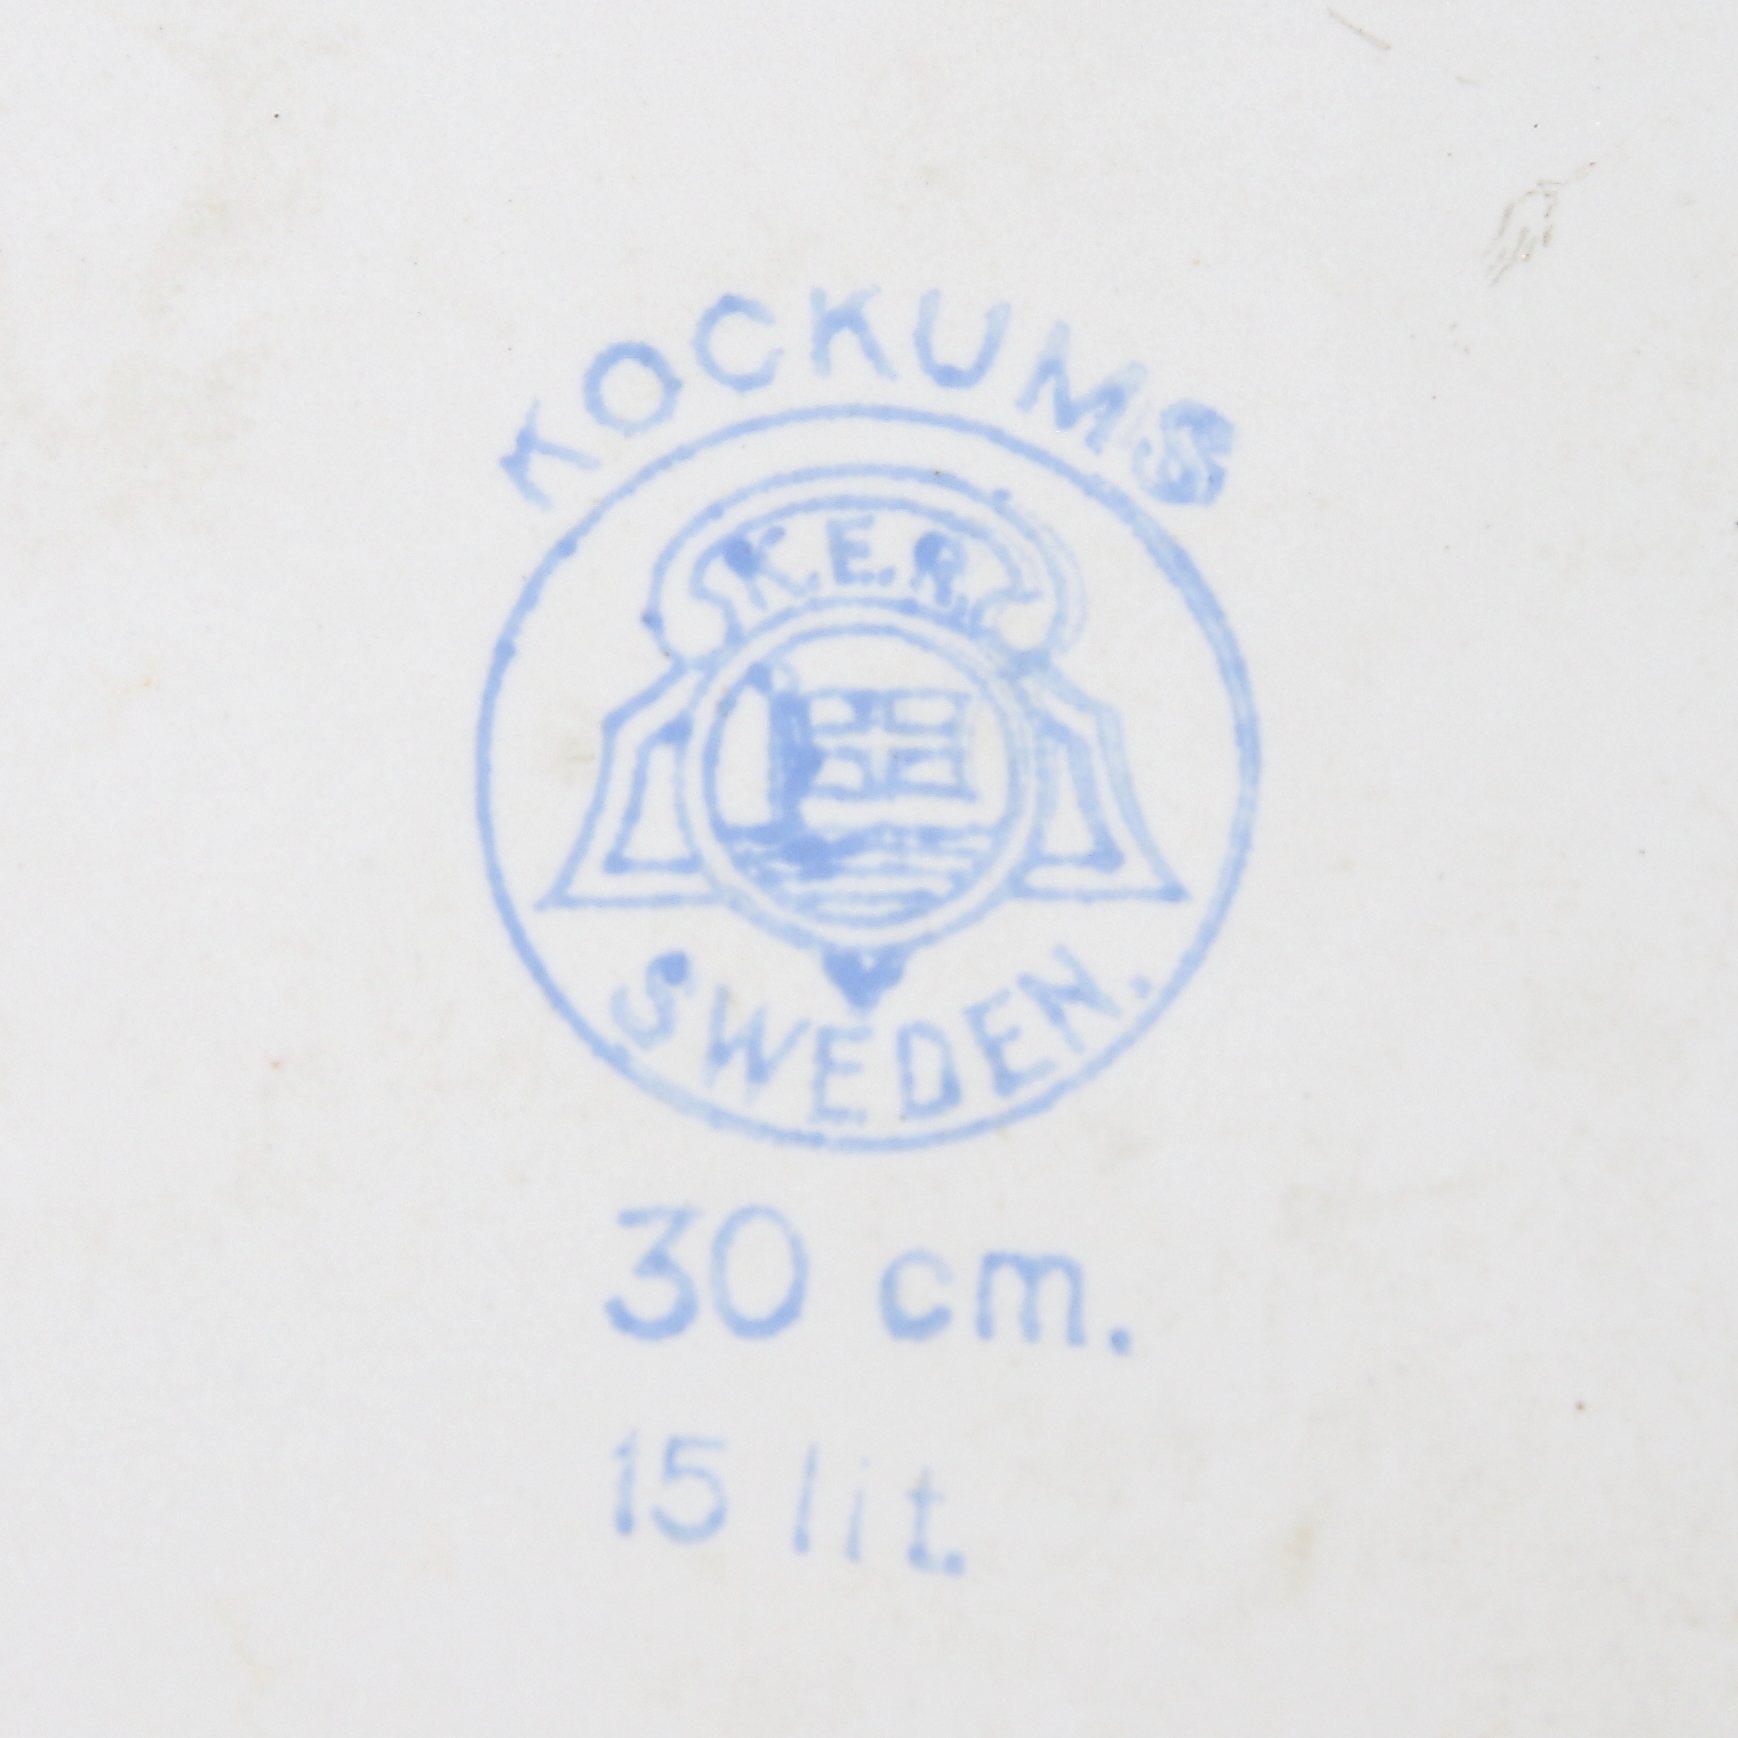 KOCKUMS
K.E.R.
SWEDEN.
30 cm.
15 lit.